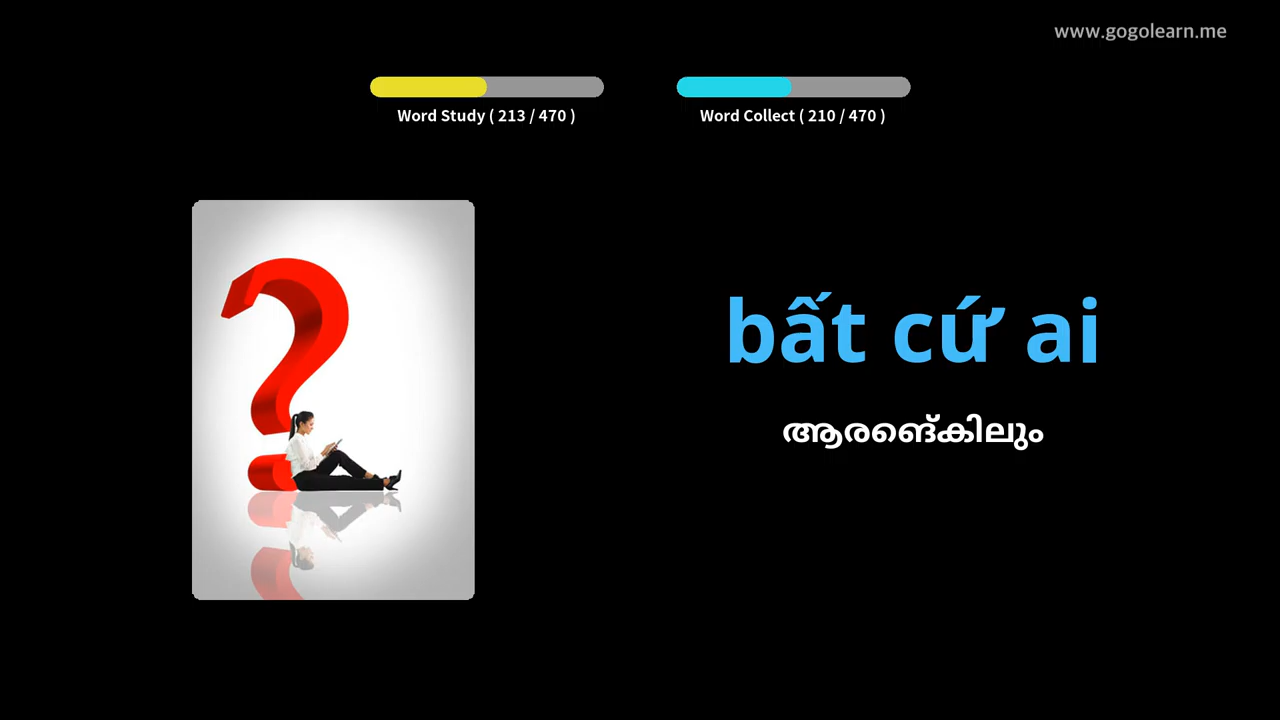 www.gogolearn.me
Word Study ( 213 / 470 )
Word Collect ( 210 / 470 )
bất cứ ai
ആരങ്െകിലും